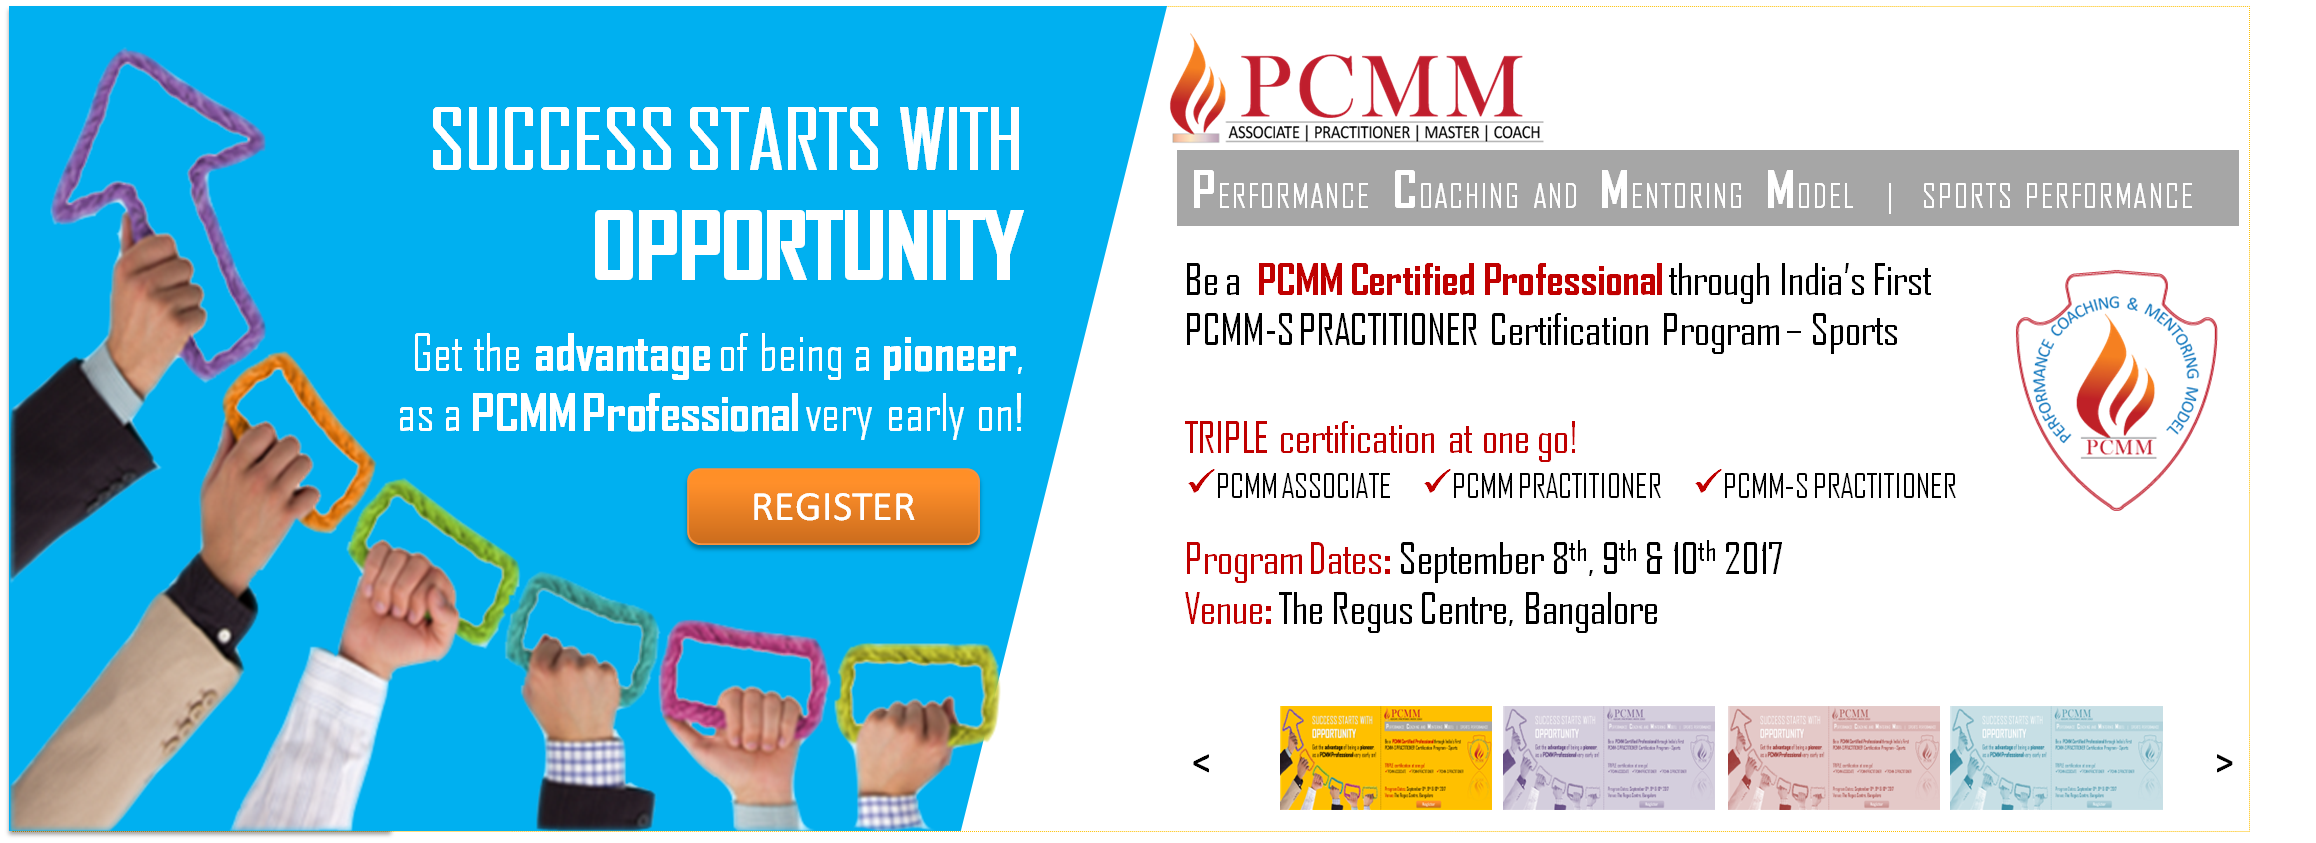 SUCCESS STARTS WITH
OPPORTUNITY
Get the advantage of being a pioneer,
as a PCMM Professional very early on!
REGISTER
PCMM
ASSOCIATE | PRACTITIONER | MASTER | COACH
PERFORMANCE COACHING AND MENTORING MODEL | SPORTS PERFORMANCE
Be a PCMM Certified Professional through India's First
PCMM-S PRACTITIONER Certification Program – Sports
PERFORMANCE COACHING & MENTORING MODEL
PCMM
TRIPLE certification at one go!
✓PCMM ASSOCIATE ✓PCMM PRACTITIONER ✓PCMM-S PRACTITIONER
Program Dates: September 8th, 9th & 10th 2017
Venue: The Regus Centre, Bangalore
< >